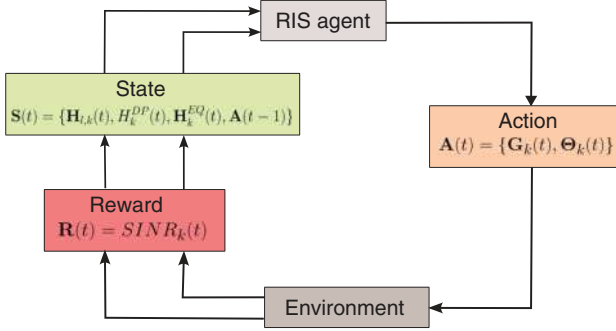 RIS agent
State
S(t) = {H_{l,k}(t), H_k^{DP}(t), H_k^{EQ}(t), A(t − 1)}
Action
A(t) = {G_k(t), Θ_k(t)}
Reward
R(t) = SINR_k(t)
Environment